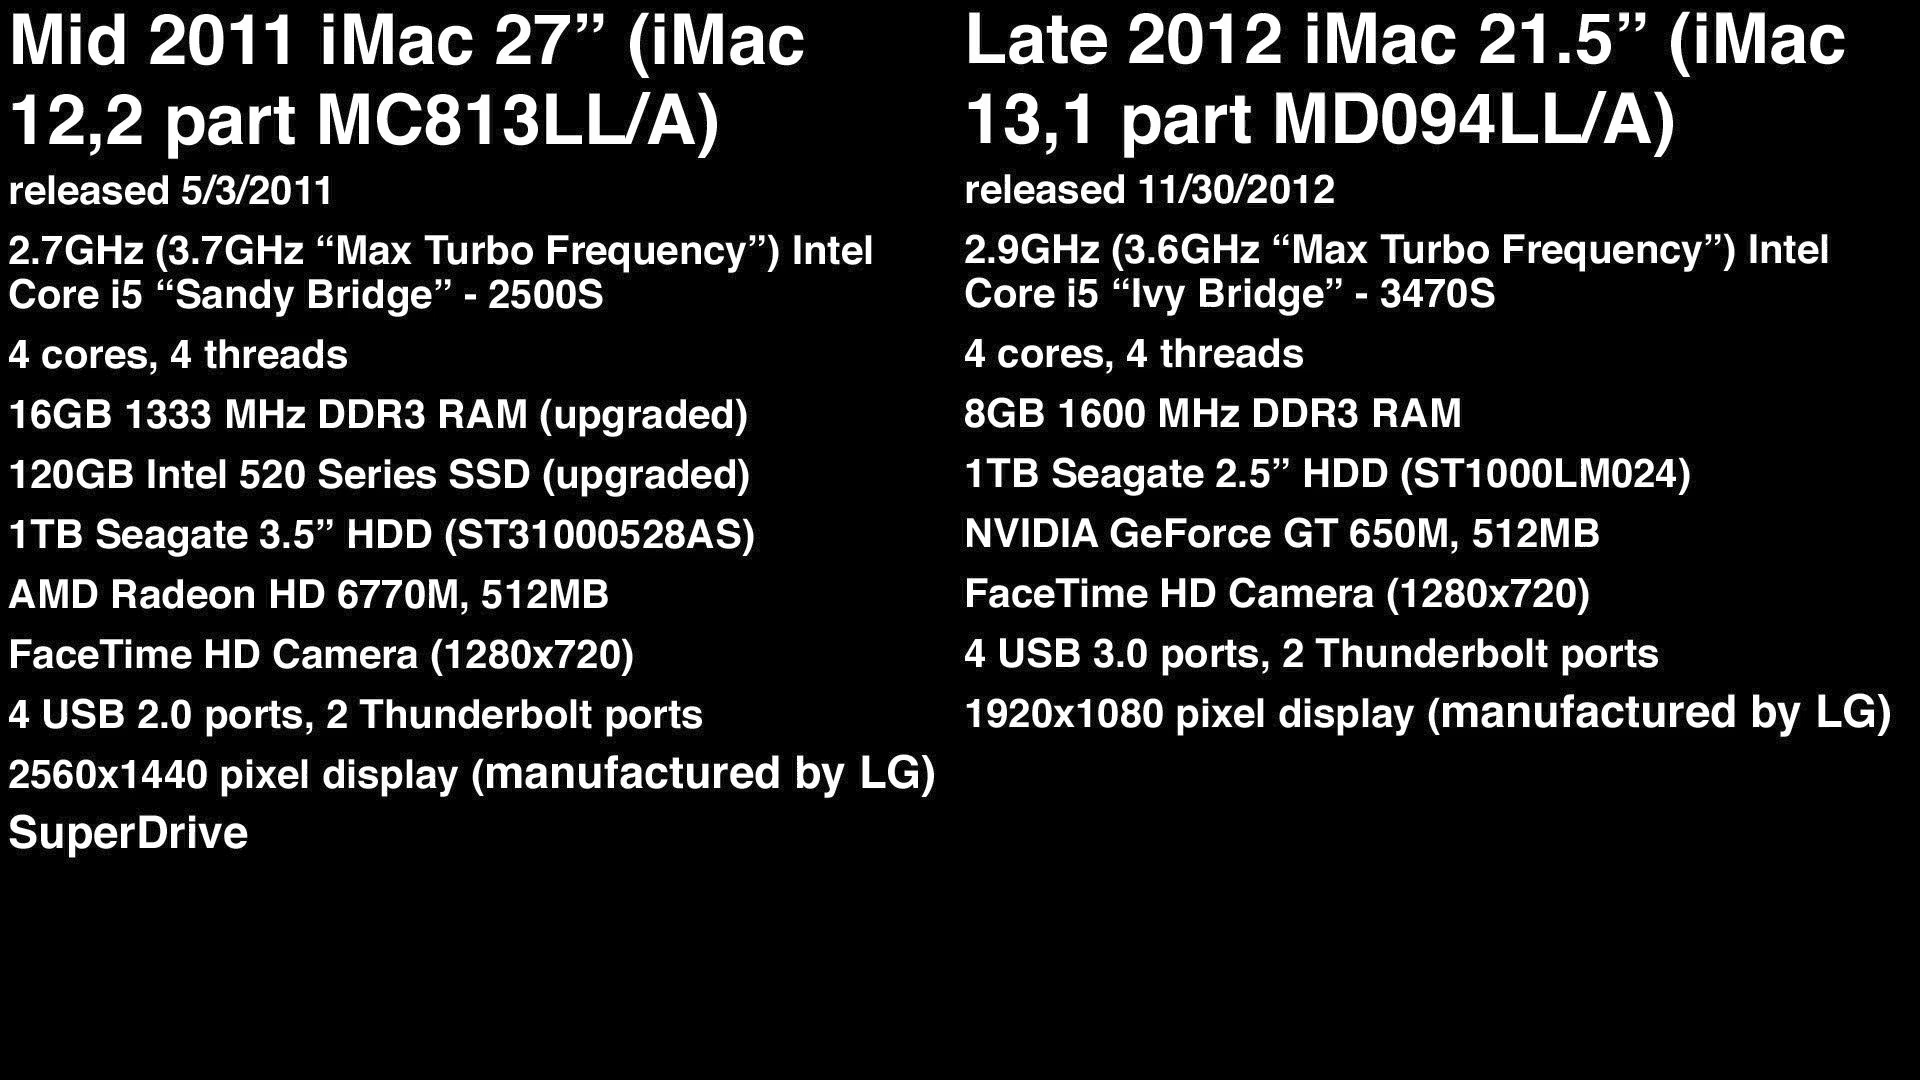 Mid 2011 iMac 27” (iMac
12,2 part MC813LL/A)
released 5/3/2011
2.7GHz (3.7GHz “Max Turbo Frequency”) Intel
Core i5 “Sandy Bridge” - 2500S
4 cores, 4 threads
16GB 1333 MHz DDR3 RAM (upgraded)
120GB Intel 520 Series SSD (upgraded)
1TB Seagate 3.5” HDD (ST31000528AS)
AMD Radeon HD 6770M, 512MB
FaceTime HD Camera (1280x720)
4 USB 2.0 ports, 2 Thunderbolt ports
2560x1440 pixel display (manufactured by LG)
SuperDrive
Late 2012 iMac 21.5” (iMac
13,1 part MD094LL/A)
released 11/30/2012
2.9GHz (3.6GHz “Max Turbo Frequency”) Intel
Core i5 “Ivy Bridge” - 3470S
4 cores, 4 threads
8GB 1600 MHz DDR3 RAM
1TB Seagate 2.5” HDD (ST1000LM024)
NVIDIA GeForce GT 650M, 512MB
FaceTime HD Camera (1280x720)
4 USB 3.0 ports, 2 Thunderbolt ports
1920x1080 pixel display (manufactured by LG)